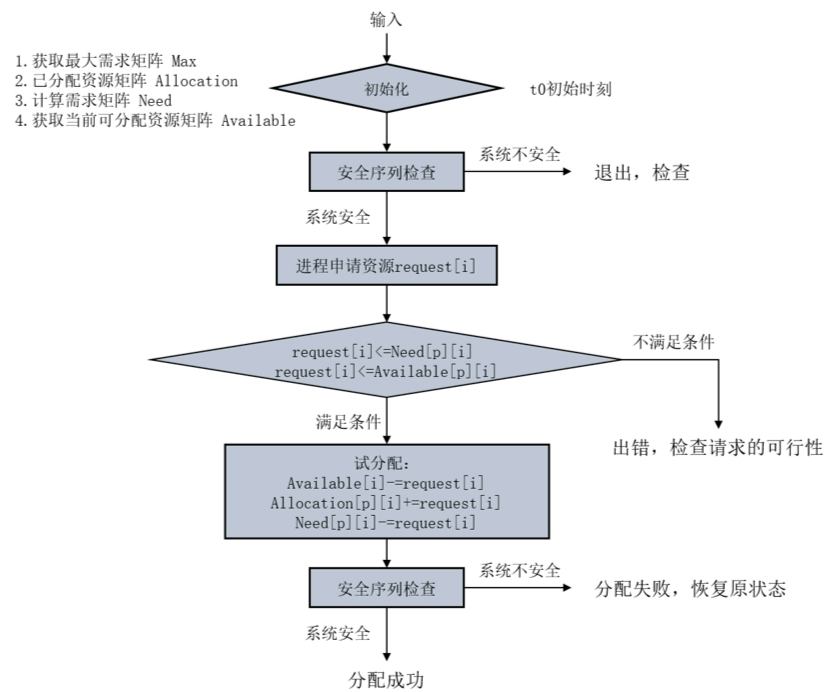 输入
1.获取最大需求矩阵 Max
2.已分配资源矩阵 Allocation
3.计算需求矩阵 Need
4.获取当前可分配资源矩阵 Available
初始化
t0初始时刻
安全序列检查
系统不安全
退出，检查
系统安全
进程申请资源request[i]
request[i]<=Need[p][i]
request[i]<=Available[p][i]
不满足条件
出错，检查请求的可行性
满足条件
试分配：
Available[i]-=request[i]
Allocation[p][i]+=request[i]
Need[p][i]-=request[i]
安全序列检查
系统不安全
分配失败，恢复原状态
系统安全
分配成功